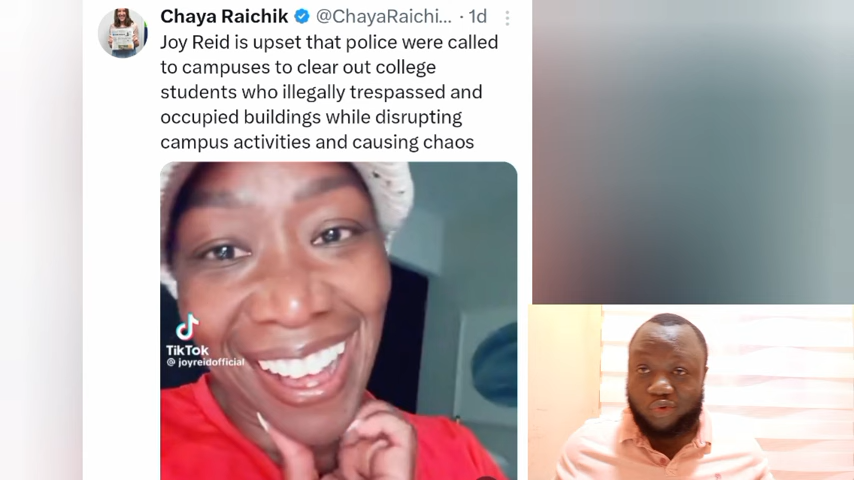 Chaya Raichik @ChayaRaichi... · 1d
Joy Reid is upset that police were called
to campuses to clear out college
students who illegally trespassed and
occupied buildings while disrupting
campus activities and causing chaos
TikTok
@ joyreidofficial